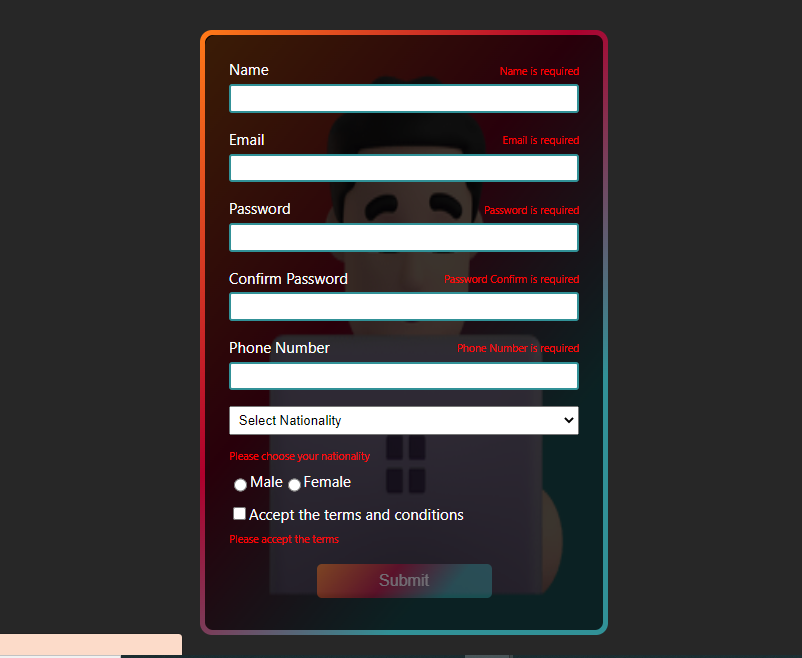 Name Name is required
Email Email is required
Password Password is required
Confirm Password Password Confirm is required
Phone Number Phone Number is required
Select Nationality
Please choose your nationality
Male Female
Accept the terms and conditions
Please accept the terms
Submit